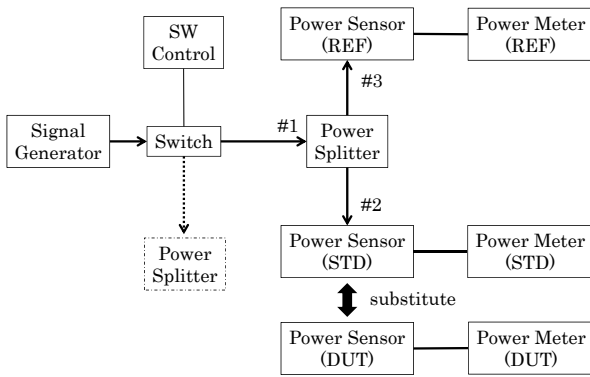 SW
Control
Signal
Generator
Switch
#1
Power
Splitter
Power Sensor
(REF)
Power Meter
(REF)
#3
Power
Splitter
#2
Power Sensor
(STD)
Power Meter
(STD)
substitute
Power Sensor
(DUT)
Power Meter
(DUT)